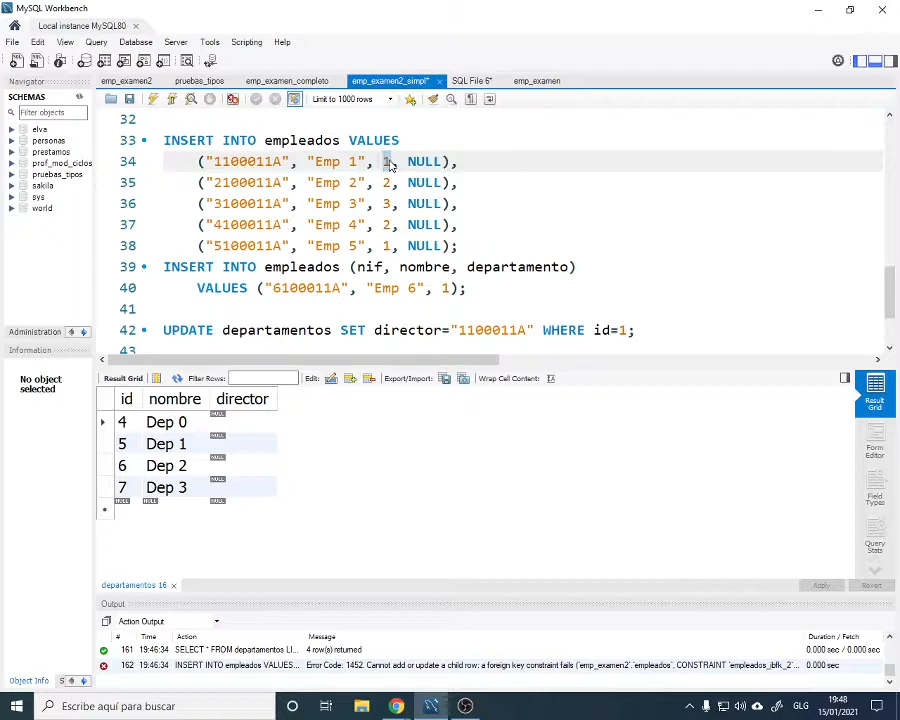 MySQL Workbench
Local instance MySQL80 ×
File Edit View Query Database Server Tools Scripting Help
Navigator
SCHEMAS
Filter objects
elva
personas
prestamos
prof_mod_ciclos
pruebas_tipos
sakila
sys
world
Administration
Information
No object
selected
Object Info S
emp_examen2 pruebas_tipos emp_examen_completo emp_examen2_simpl* × SQL File 6* emp_examen
Limit to 1000 rows
32
33 INSERT INTO empleados VALUES
34 ("1100011A", "Emp 1", 1, NULL),
35 ("2100011A", "Emp 2", 2, NULL),
36 ("3100011A", "Emp 3", 3, NULL),
37 ("4100011A", "Emp 4", 2, NULL),
38 ("5100011A", "Emp 5", 1, NULL);
39 INSERT INTO empleados (nif, nombre, departamento)
40 VALUES ("6100011A", "Emp 6", 1);
41
42 UPDATE departamentos SET director="1100011A" WHERE id=1;
43
Result Grid Filter Rows: Edit: Export/Import: Wrap Cell Content:
id nombre director
4 Dep 0 NULL
5 Dep 1 NULL
6 Dep 2 NULL
7 Dep 3 NULL
NULL NULL NULL
Result
Grid
Form
Editor
Field
Types
Query
Stats
departamentos 16 × Apply Revert
Output
Action Output
# Time Action Message Duration / Fetch
161 19:46:34 SELECT * FROM departamentos LI... 4 row(s) returned 0.000 sec / 0.000 sec
162 19:46:34 INSERT INTO empleados VALUES... Error Code: 1452. Cannot add or update a child row: a foreign key constraint fails (`emp_examen2`.`empleados`, CONSTRAINT `empleados_ibfk_2`... 0.000 sec
Escribe aquí para buscar
GLG
19:48
15/01/2021